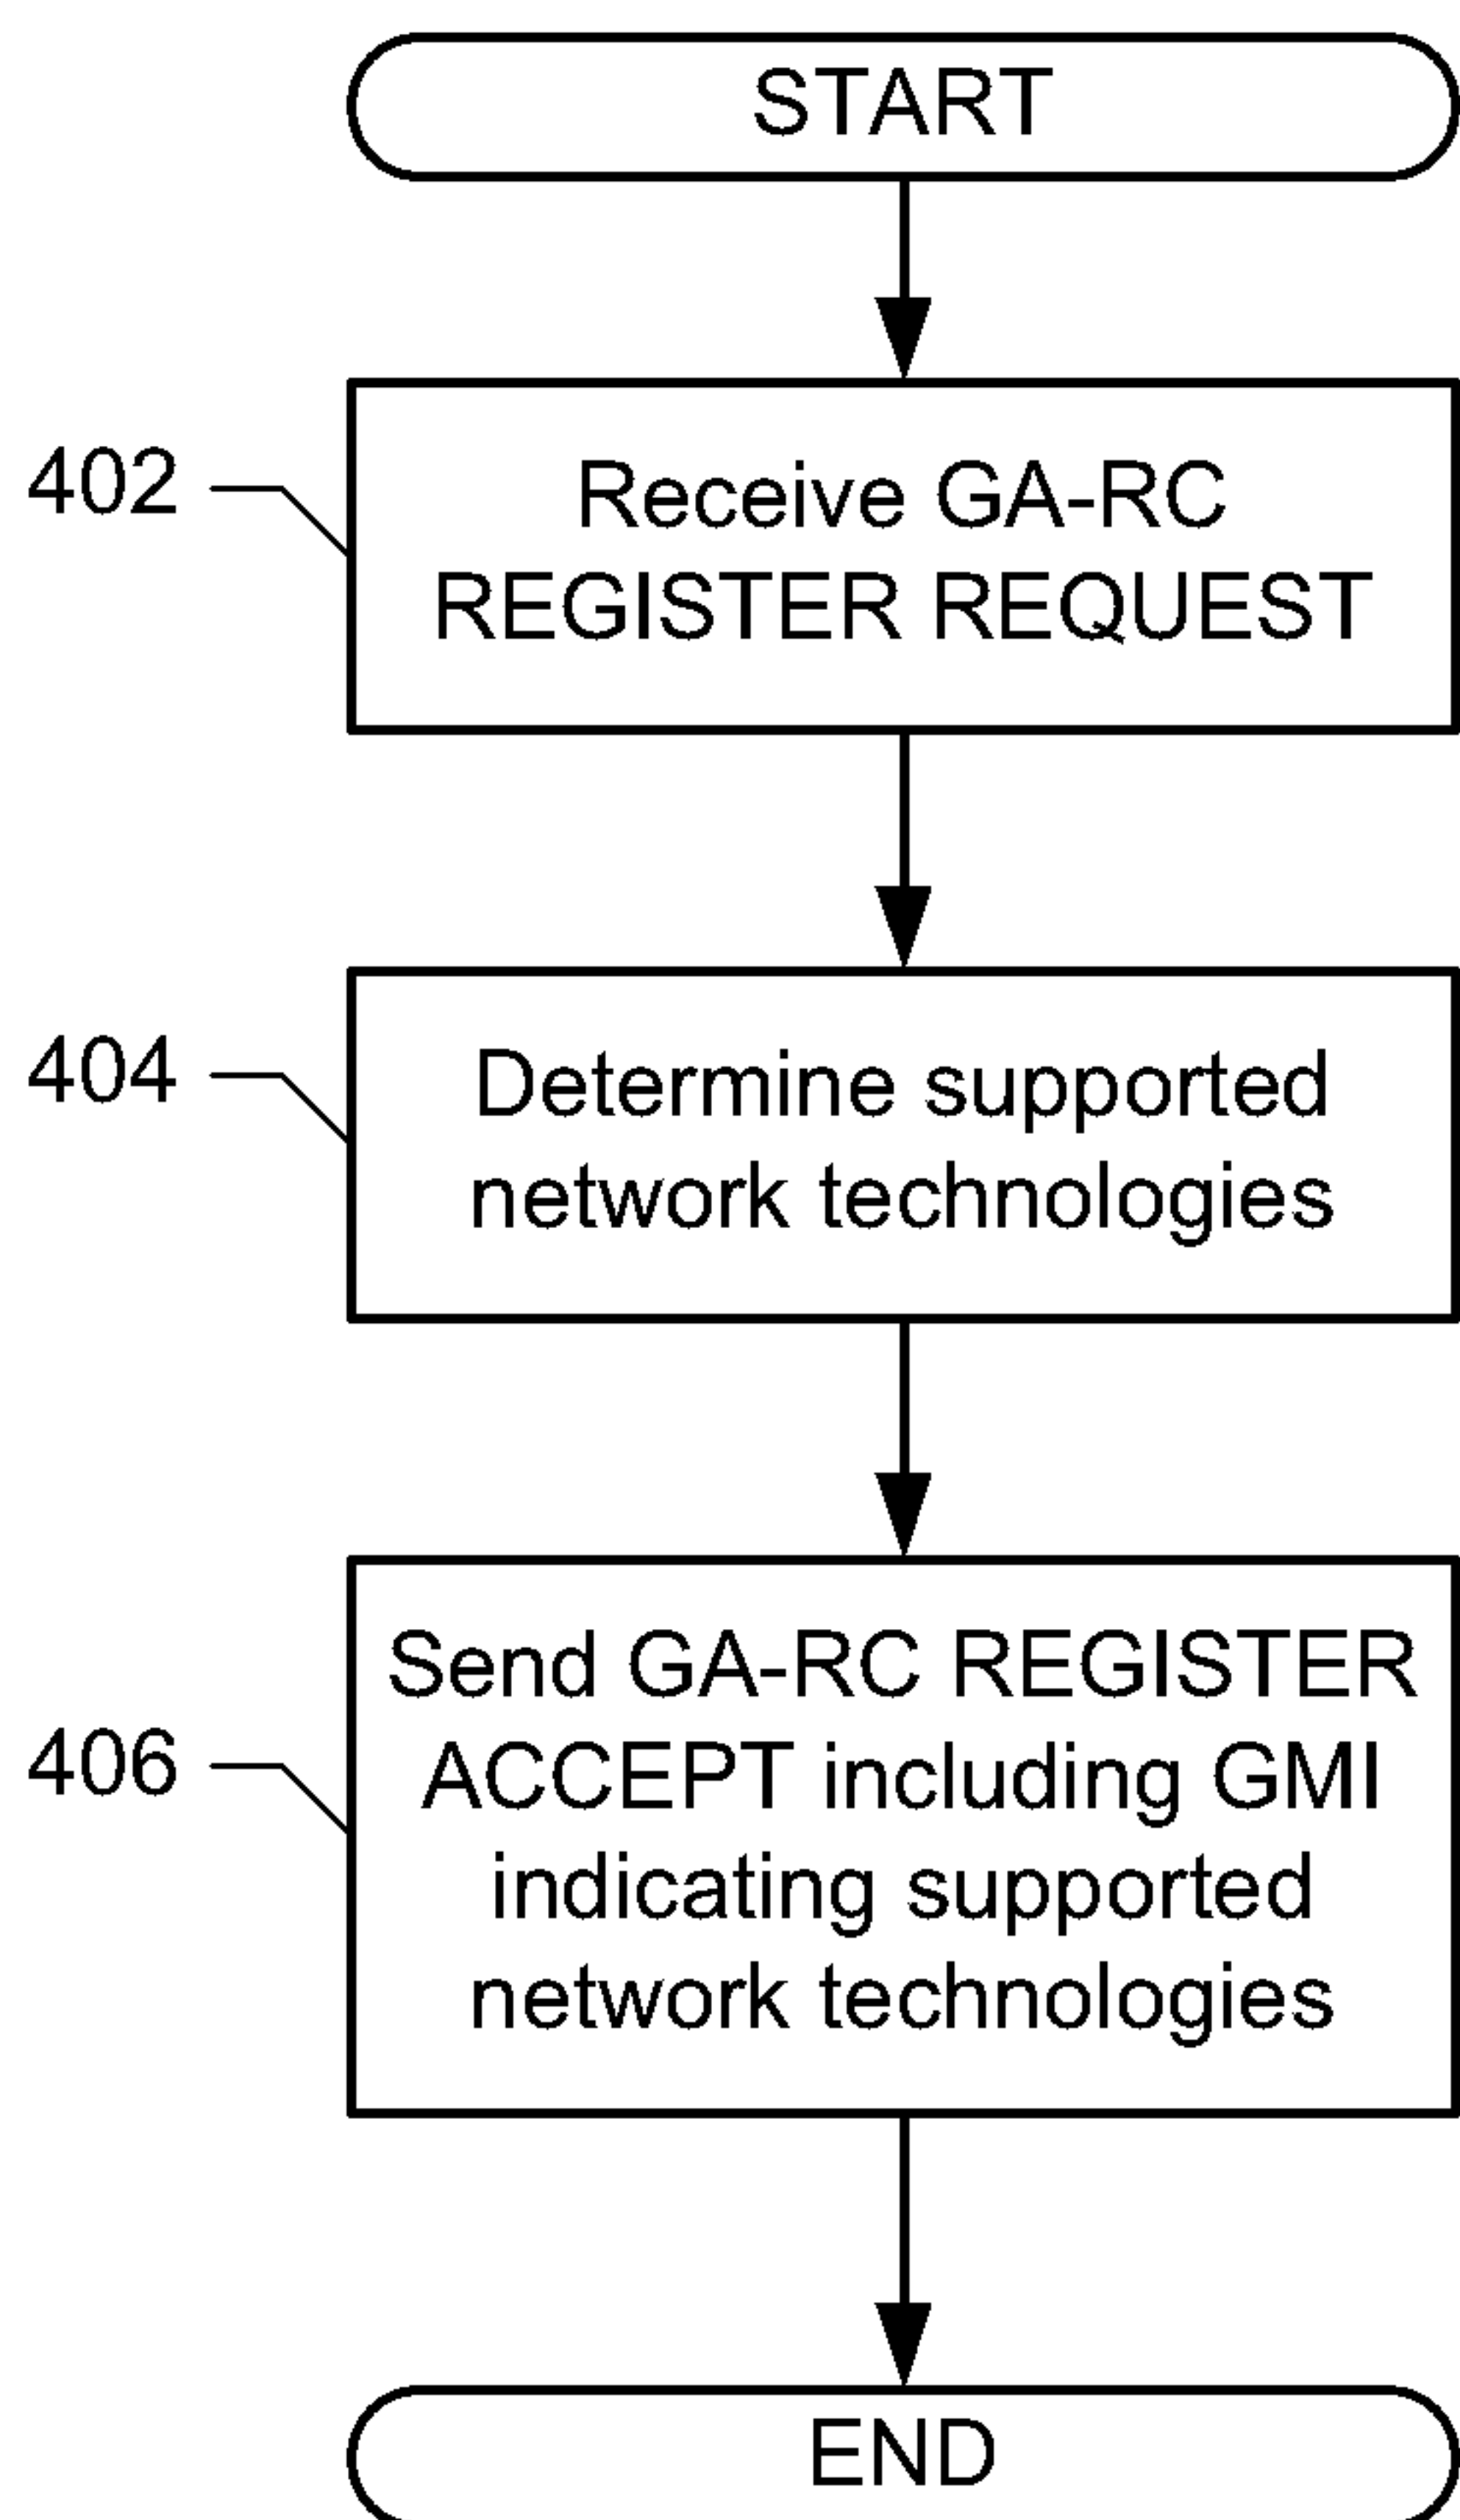 START
402
Receive GA-RC
REGISTER REQUEST
404
Determine supported
network technologies
406
Send GA-RC REGISTER
ACCEPT including GMI
indicating supported
network technologies
END